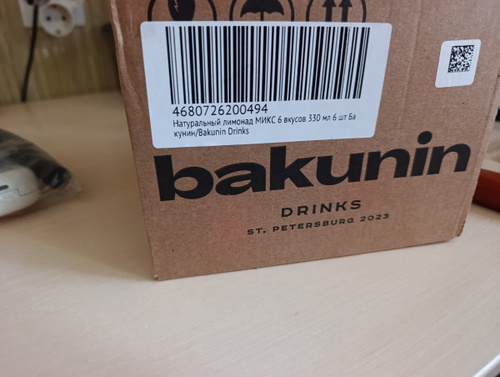 4680726200494
Натуральный лимонад МИКС 6 вкусов 330 мл 6 шт Ба
кунин/Bakunin Drinks
bakunin
DRINKS
ST. PETERSBURG 2023